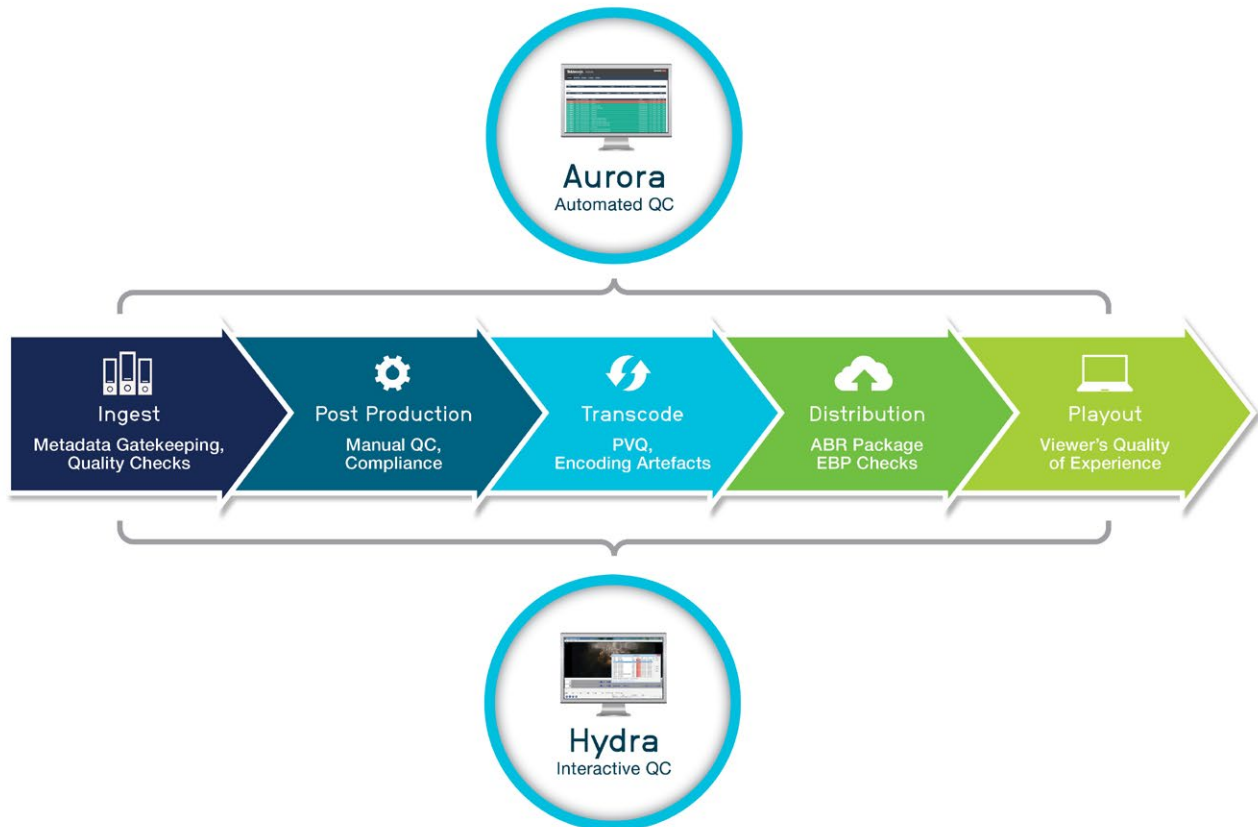 Aurora
Automated QC
Ingest
Metadata Gatekeeping,
Quality Checks
Post Production
Manual QC,
Compliance
Transcode
PVQ,
Encoding Artefacts
Distribution
ABR Package
EBP Checks
Playout
Viewer's Quality
of Experience
Hydra
Interactive QC